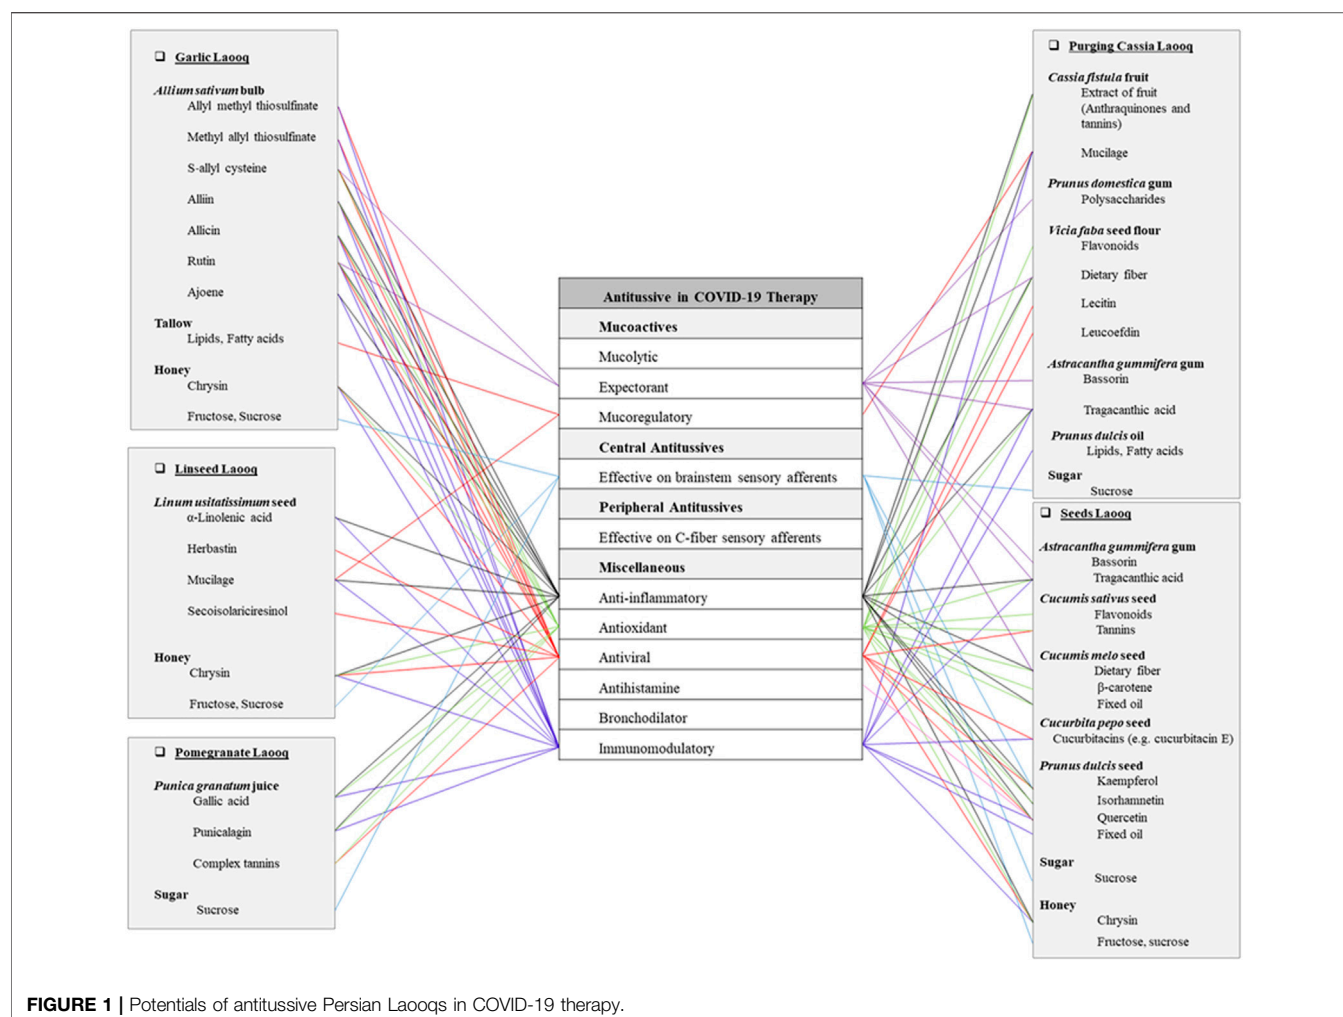 Garlic Laooq
Allium sativum bulb
Allyl methyl thiosulfinate
Methyl allyl thiosulfinate
S-allyl cysteine
Alliin
Allicin
Rutin
Ajoene
Tallow
Lipids, Fatty acids
Honey
Chrysin
Fructose, Sucrose
Linseed Laooq
Linum usitatissimum seed
α-Linolenic acid
Herbastin
Mucilage
Secoisolariciresinol
Honey
Chrysin
Fructose, Sucrose
Pomegranate Laooq
Punica granatum juice
Gallic acid
Punicalagin
Complex tannins
Sugar
Sucrose
Antitussive in COVID-19 Therapy
Mucoactives
Mucolytic
Expectorant
Mucoregulatory
Central Antitussives
Effective on brainstem sensory afferents
Peripheral Antitussives
Effective on C-fiber sensory afferents
Miscellaneous
Anti-inflammatory
Antioxidant
Antiviral
Antihistamine
Bronchodilator
Immunomodulatory
Purging Cassia Laooq
Cassia fistula fruit
Extract of fruit
(Anthraquinones and
tannins)
Mucilage
Prunus domestica gum
Polysaccharides
Vicia faba seed flour
Flavonoids
Dietary fiber
Lecitin
Leucoefdin
Astracantha gummifera gum
Bassorin
Tragacanthic acid
Prunus dulcis oil
Lipids, Fatty acids
Sugar
Sucrose
Seeds Laooq
Astracantha gummifera gum
Bassorin
Tragacanthic acid
Cucumis sativus seed
Flavonoids
Tannins
Cucumis melo seed
Dietary fiber
β-carotene
Fixed oil
Cucurbita pepo seed
Cucurbitacins (e.g. cucurbitacin E)
Prunus dulcis seed
Kaempferol
Isorhamnetin
Quercetin
Fixed oil
Sugar
Sucrose
Honey
Chrysin
Fructose, sucrose
FIGURE 1 | Potentials of antitussive Persian Laooqs in COVID-19 therapy.